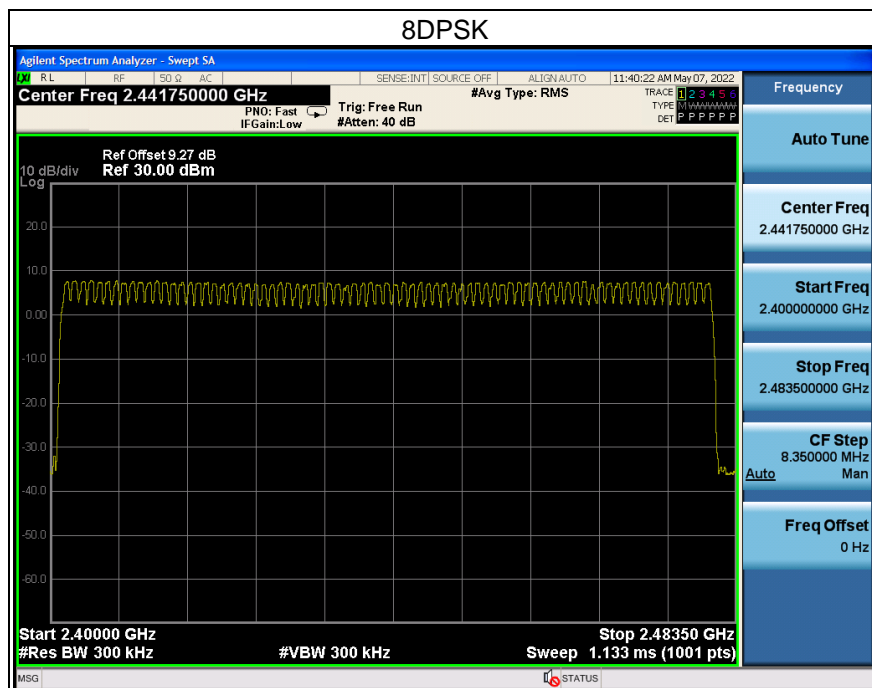 8DPSK
Agilent Spectrum Analyzer - Swept SA
LXI RL RF 50 Ω AC SENSE:INT SOURCE OFF ALIGN AUTO 11:40:22 AM May 07, 2022
Center Freq 2.441750000 GHz #Avg Type: RMS TRACE 1 2 3 4 5 6
PNO: Fast Trig: Free Run TYPE M WWWWW
IFGain:Low #Atten: 40 dB DET P P P P P P
Ref Offset 9.27 dB
10 dB/div Ref 30.00 dBm
Log
20.0
10.0
0.00
-10.0
-20.0
-30.0
-40.0
-50.0
-60.0
Start 2.40000 GHz Stop 2.48350 GHz
#Res BW 300 kHz #VBW 300 kHz Sweep 1.133 ms (1001 pts)
MSG STATUS
Frequency
Auto Tune
Center Freq
2.441750000 GHz
Start Freq
2.400000000 GHz
Stop Freq
2.483500000 GHz
CF Step
8.350000 MHz
Auto Man
Freq Offset
0 Hz